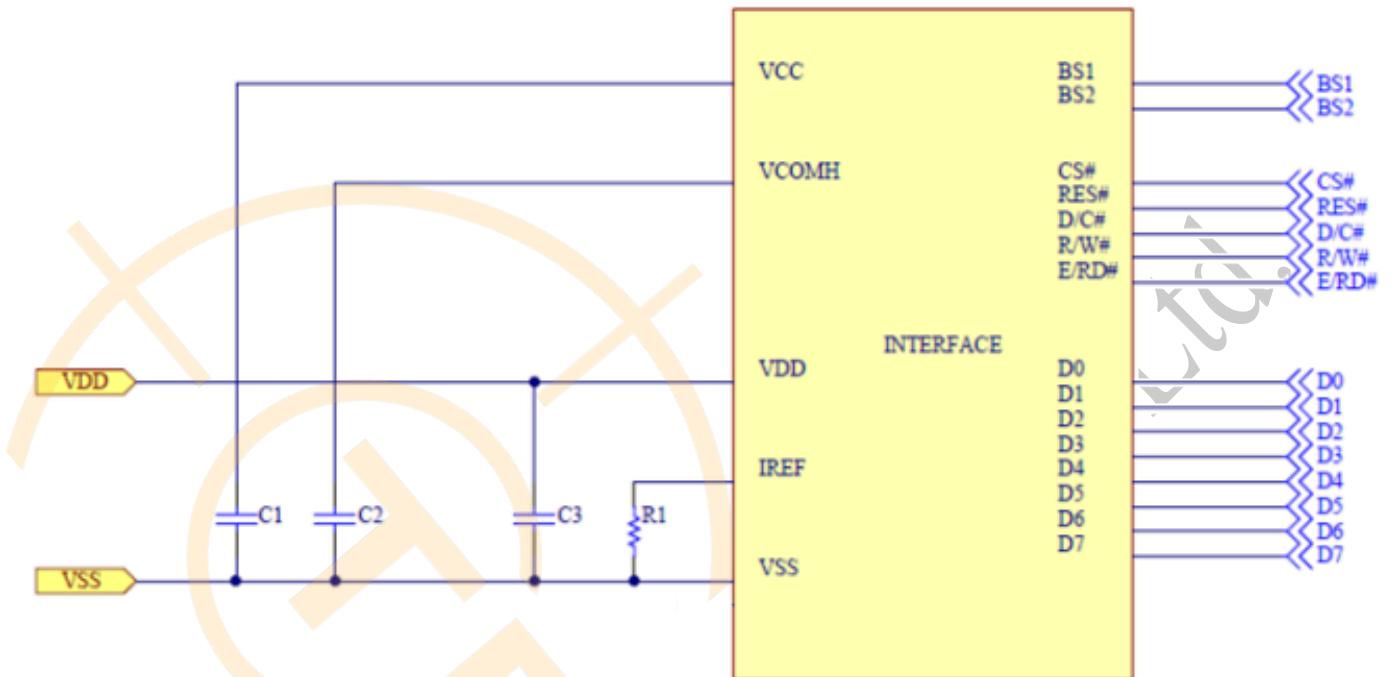 VCC
BS1
BS1
BS2
BS2
VCOMH
CS#
CS#
RES#
RES#
D/C#
D/C#
R/W#
R/W#
E/RD#
E/RD#
INTERFACE
VDD
VDD
D0
D0
D1
D1
D2
D2
D3
D3
IREF
D4
D4
D5
D5
C1
C2
C3
R1
D6
D6
D7
D7
VSS
VSS
Ltd.